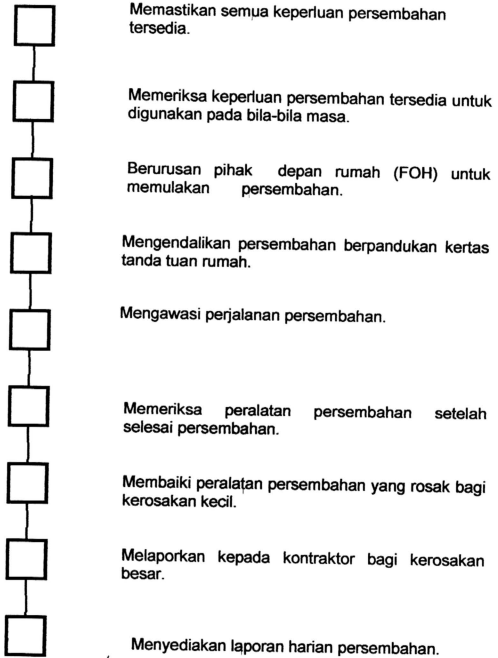 Memastikan semua keperluan persembahan
tersedia.
Memeriksa keperluan persembahan tersedia untuk
digunakan pada bila-bila masa.
Berurusan pihak depan rumah (FOH) untuk
memulakan persembahan.
Mengendalikan persembahan berpandukan kertas
tanda tuan rumah.
Mengawasi perjalanan persembahan.
Memeriksa peralatan persembahan setelah
selesai persembahan.
Membaiki peralatan persembahan yang rosak bagi
kerosakan kecil.
Melaporkan kepada kontraktor bagi kerosakan
besar.
Menyediakan laporan harian persembahan.